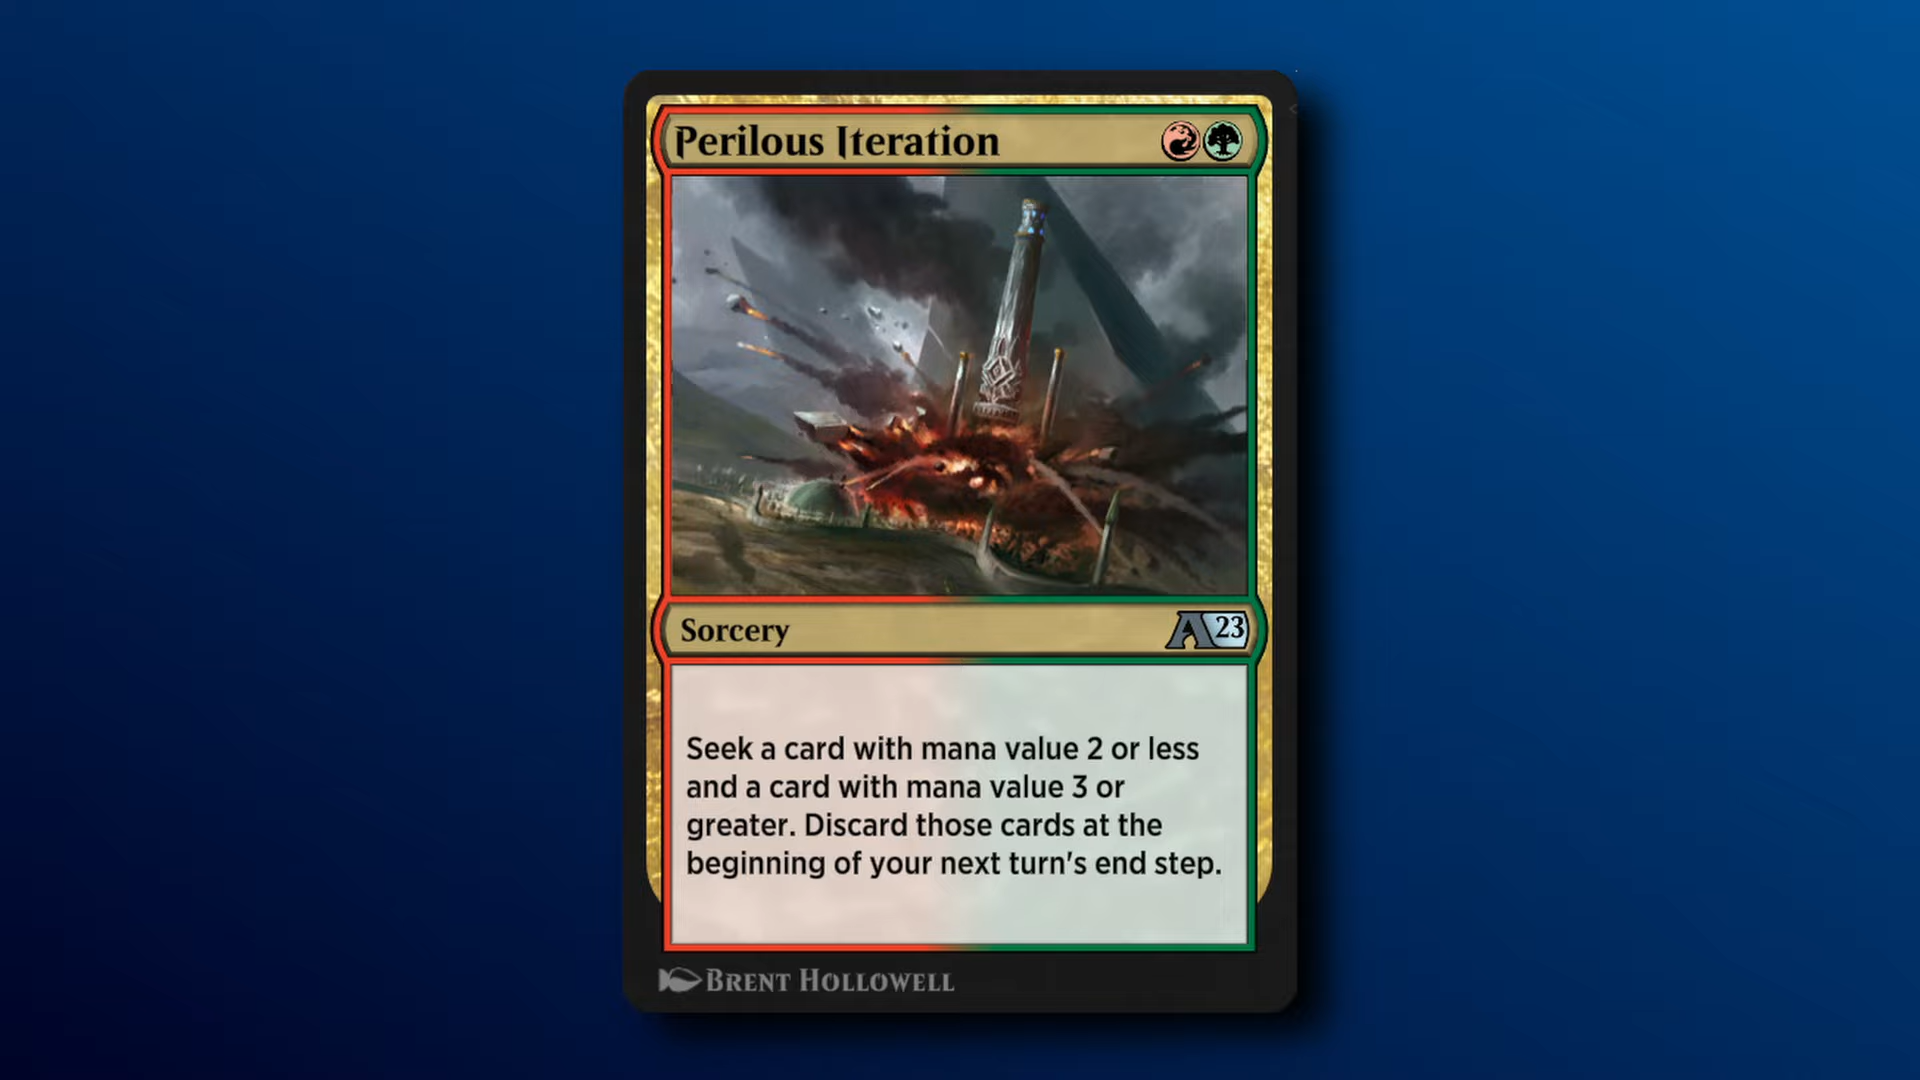 Perilous Iteration
Sorcery
A23
Seek a card with mana value 2 or less
and a card with mana value 3 or
greater. Discard those cards at the
beginning of your next turn's end step.
Brent Hollowell